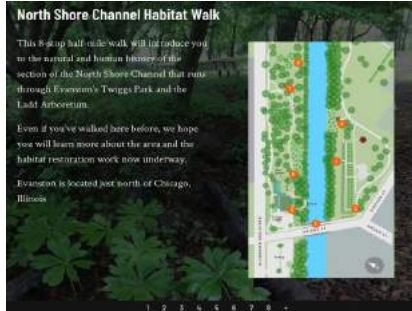 North Shore Channel Habitat Walk
This 8-stop half-mile walk will introduce you
to the natural and human history of the
section of the North Shore Channel that runs
through Evanston's Twiggs Park and the
Ladd Arboretum.
Even if you've walked here before, we hope
you will learn more about the area and the
habitat restoration work now underway.
Evanston is located just north of Chicago,
Illinois
1 2 3 4 5 6 7 8